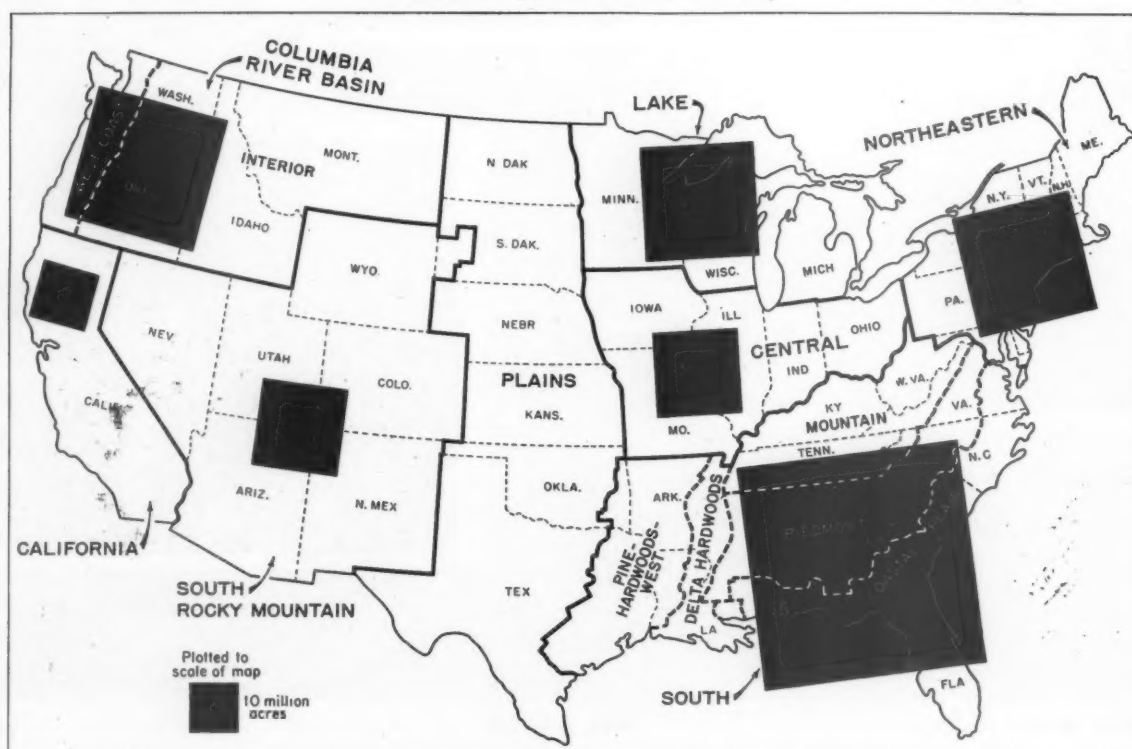 COLUMBIA
RIVER BASIN
WASH.
LAKE
NORTHEASTERN
ME.
MONT.
N. DAK
INTERIOR
MINN.
VT.
N.H.
N.Y.
IDAHO
S. DAK.
WYO.
WISC.
MICH
PA.
IOWA
ILL
NEV.
NEBR
OHIO
CENTRAL
UTAH
IND
COLO.
PLAINS
W. VA.
KANS.
KY
VA.
CALIF.
MOUNTAIN
MO.
TENN.
N.C
ARIZ.
N. MEX
OKLA.
ARK.
PIEDMONT
PINE-
HARDWOODS
WEST
DELTA HARDWOODS
CALIFORNIA
SOUTH
ROCKY MOUNTAIN
TEX
LA
Plotted to
scale of map
10 million
acres
SOUTH
FLA